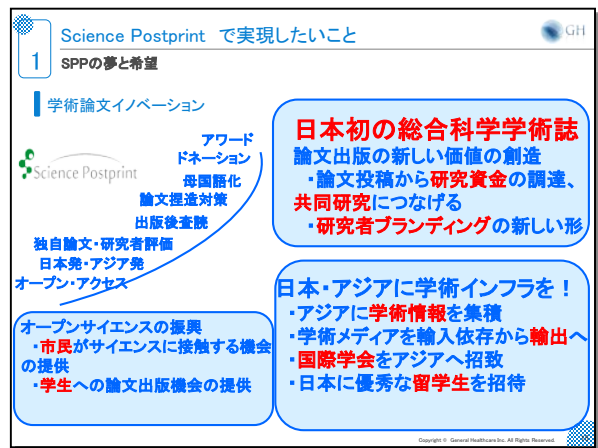 Science Postprint で実現したいこと
GH
1
SPPの夢と希望
学術論文イノベーション
Science Postprint
アワード
ドネーション
母国語化
論文捏造対策
出版後査読
独自論文・研究者評価
日本発・アジア発
オープン・アクセス
日本初の総合科学学術誌
論文出版の新しい価値の創造
・論文投稿から研究資金の調達、
共同研究につなげる
・研究者ブランディングの新しい形
オープンサイエンスの振興
・市民がサイエンスに接触する機会
の提供
・学生への論文出版機会の提供
日本・アジアに学術インフラを！
・アジアに学術情報を集積
・学術メディアを輸入依存から輸出へ
・国際学会をアジアへ招致
・日本に優秀な留学生を招待
Copyright © General Healthcare Inc. All Rights Reserved.